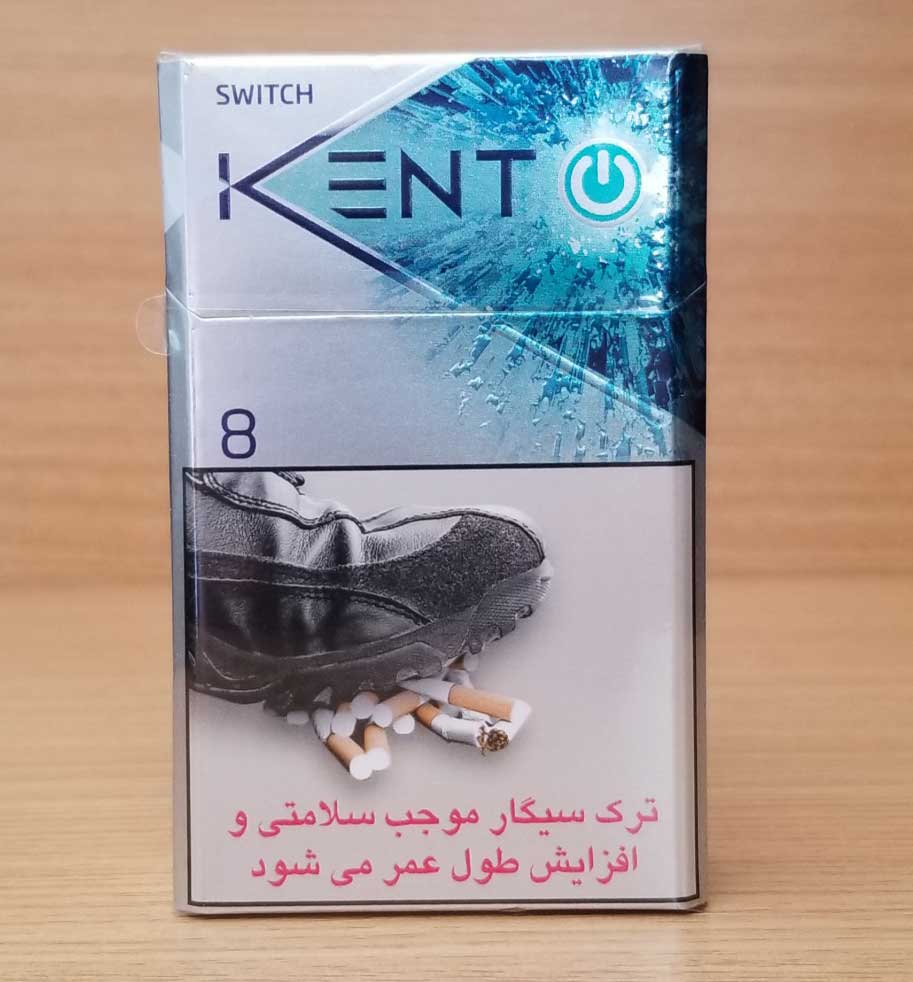 SWITCH
KENT
8
ترک سیگار موجب سلامتی و
افزایش طول عمر می شود